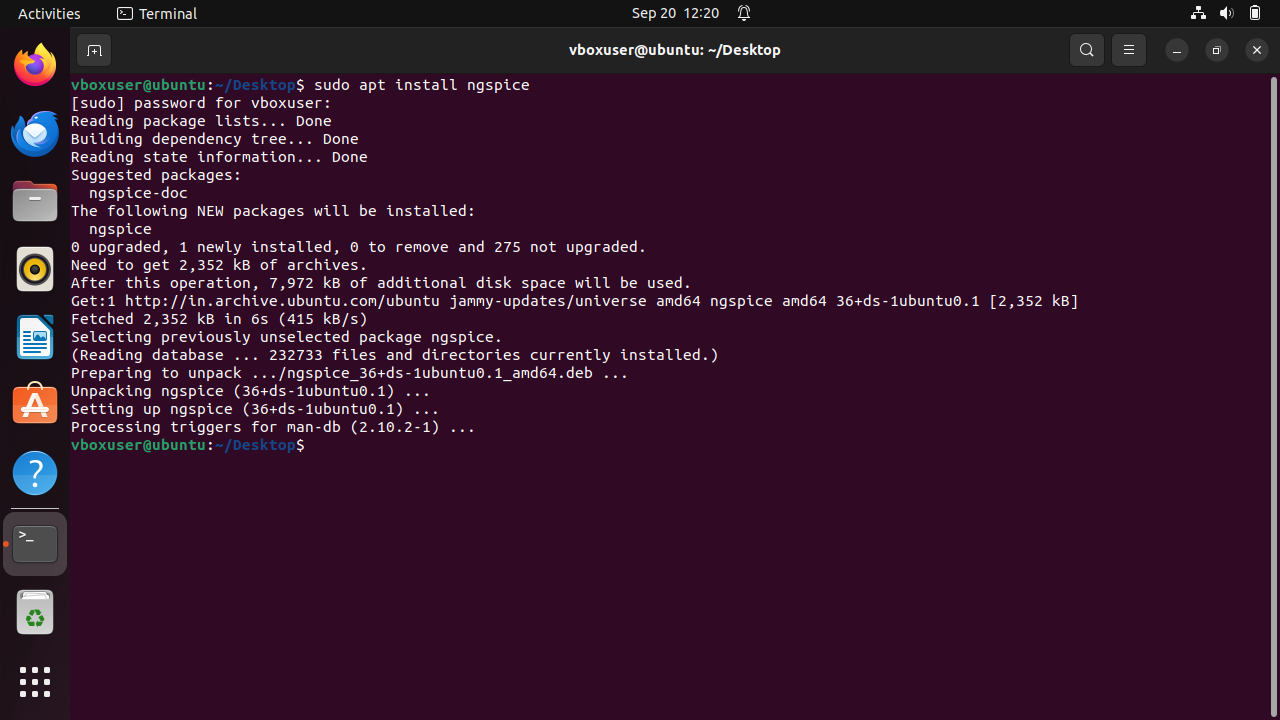 Activities Terminal Sep 20 12:20
vboxuser@ubuntu: ~/Desktop
vboxuser@ubuntu:~/Desktop$ sudo apt install ngspice
[sudo] password for vboxuser:
Reading package lists... Done
Building dependency tree... Done
Reading state information... Done
Suggested packages:
  ngspice-doc
The following NEW packages will be installed:
  ngspice
0 upgraded, 1 newly installed, 0 to remove and 275 not upgraded.
Need to get 2,352 kB of archives.
After this operation, 7,972 kB of additional disk space will be used.
Get:1 http://in.archive.ubuntu.com/ubuntu jammy-updates/universe amd64 ngspice amd64 36+ds-1ubuntu0.1 [2,352 kB]
Fetched 2,352 kB in 6s (415 kB/s)
Selecting previously unselected package ngspice.
(Reading database ... 232733 files and directories currently installed.)
Preparing to unpack .../ngspice_36+ds-1ubuntu0.1_amd64.deb ...
Unpacking ngspice (36+ds-1ubuntu0.1) ...
Setting up ngspice (36+ds-1ubuntu0.1) ...
Processing triggers for man-db (2.10.2-1) ...
vboxuser@ubuntu:~/Desktop$